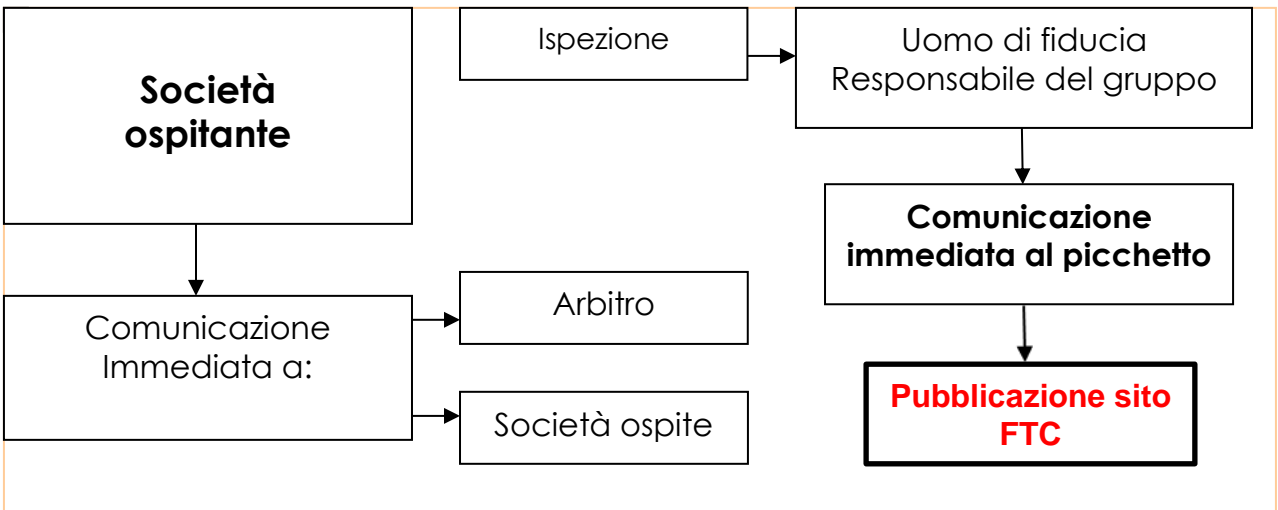 Società
ospitante
Ispezione
Uomo di fiducia
Responsabile del gruppo
Comunicazione
immediata al picchetto
Comunicazione
Immediata a:
Arbitro
Società ospite
Pubblicazione sito
FTC